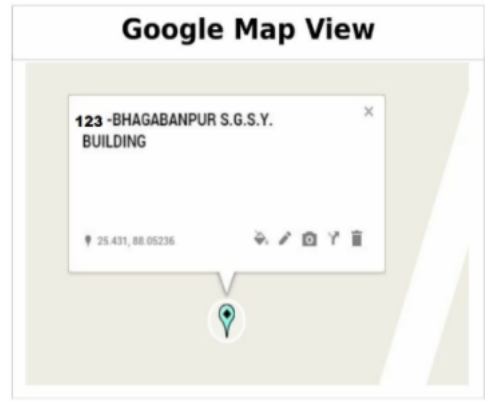 Google Map View
123 -BHAGABANPUR S.G.S.Y.
BUILDING
25.431, 88.05236